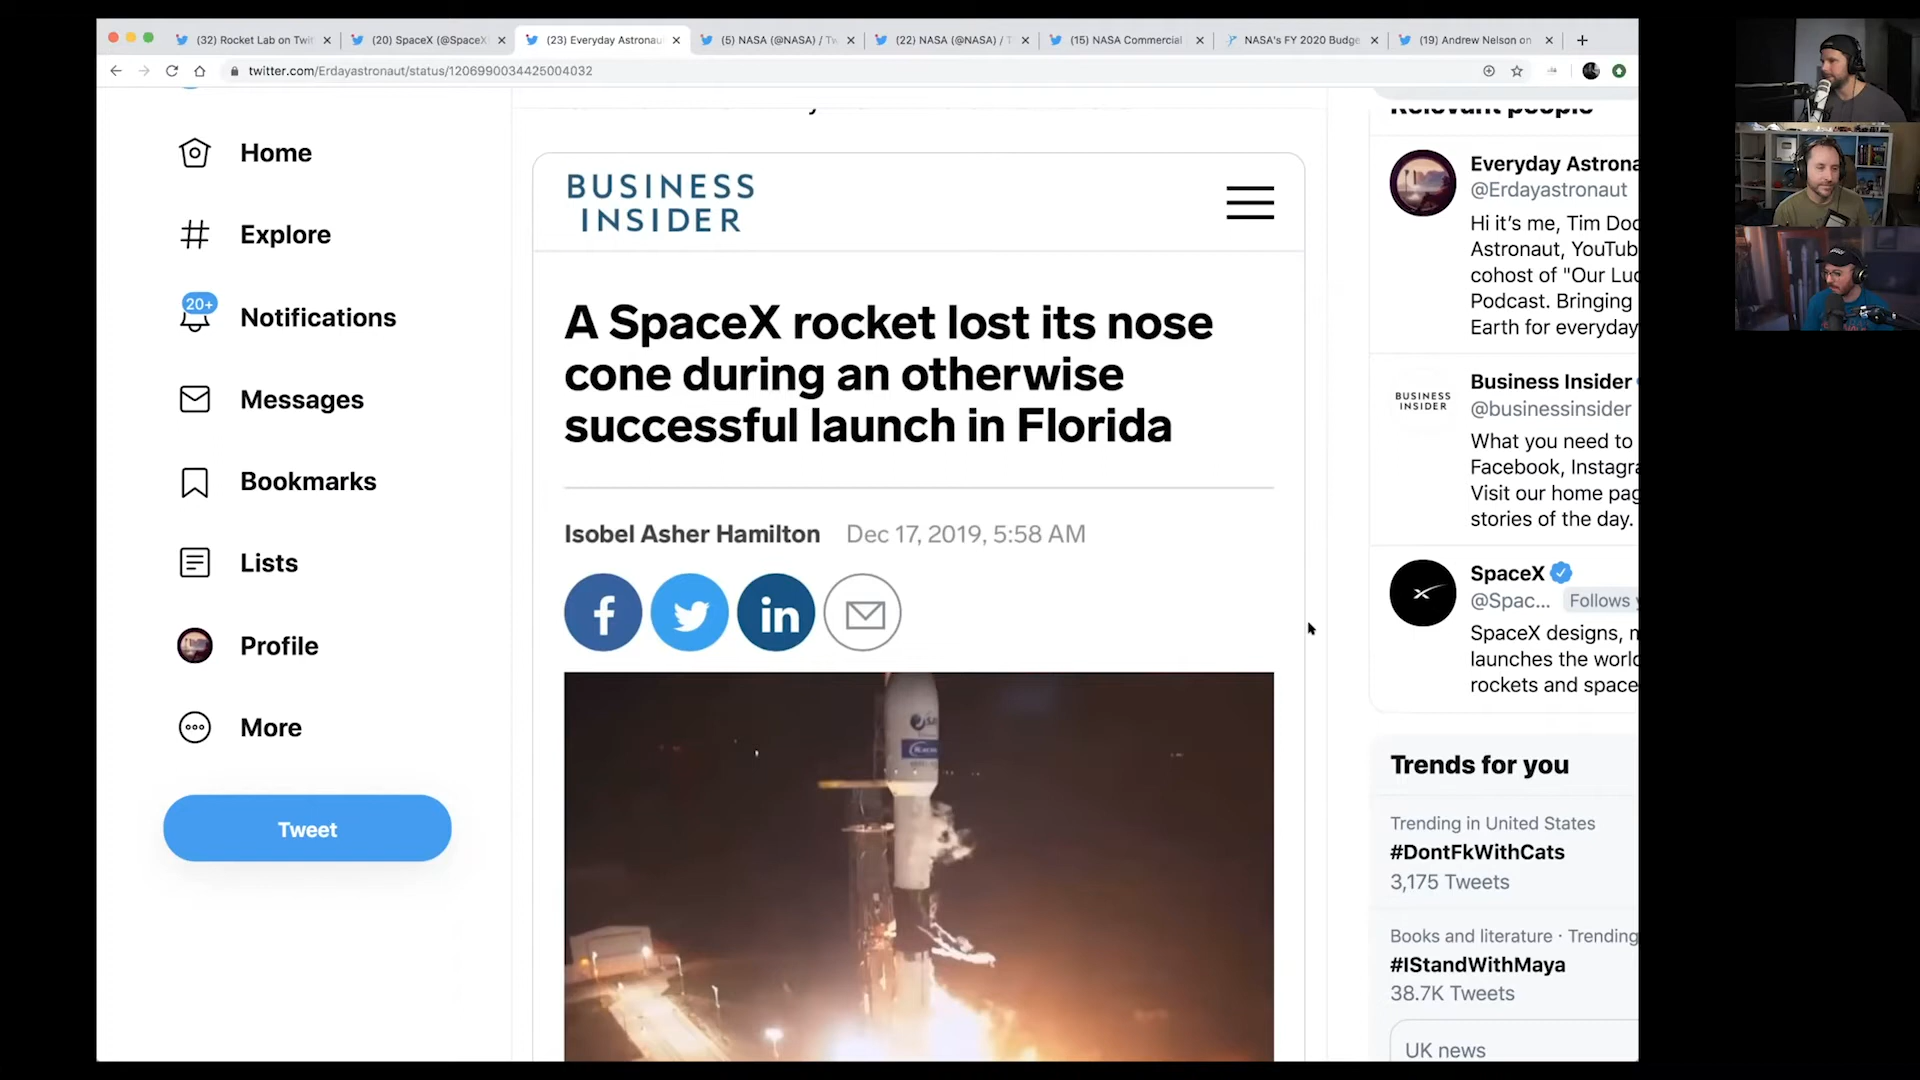 (32) Rocket Lab on Twit
(20) SpaceX (@SpaceX
(23) Everyday Astronau
(5) NASA (@NASA) / Tw
(22) NASA (@NASA) / T
(15) NASA Commercial
NASA's FY 2020 Budge
(19) Andrew Nelson on
twitter.com/Erdayastronaut/status/1206990034425004032
Home
Explore
20+
Notifications
Messages
Bookmarks
Lists
Profile
More
Tweet
BUSINESS
INSIDER
A SpaceX rocket lost its nose
cone during an otherwise
successful launch in Florida
Isobel Asher Hamilton Dec 17, 2019, 5:58 AM
Relevant people
Everyday Astrona
@Erdayastronaut
Hi it's me, Tim Dod
Astronaut, YouTub
cohost of "Our Luc
Podcast. Bringing
Earth for everyday
BUSINESS
INSIDER
Business Insider
@businessinsider
What you need to
Facebook, Instagra
Visit our home pag
stories of the day.
SpaceX
@Spac... Follows y
SpaceX designs, m
launches the world
rockets and space
Trends for you
Trending in United States
#DontFkWithCats
3,175 Tweets
Books and literature · Trending
#IStandWithMaya
38.7K Tweets
UK news